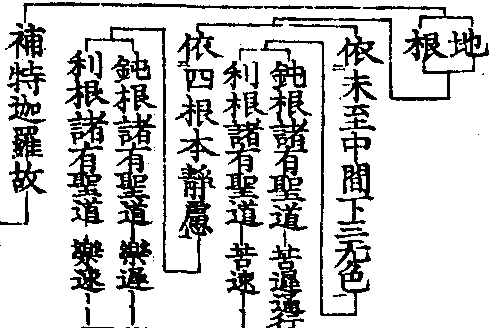 地
根
依未至中間下三无色
鈍根諸有聖道 苦遲通行
利根諸有聖道 苦速
依四根本靜慮
鈍根諸有聖道 樂遲
利根諸有聖道 樂速
補特迦羅故